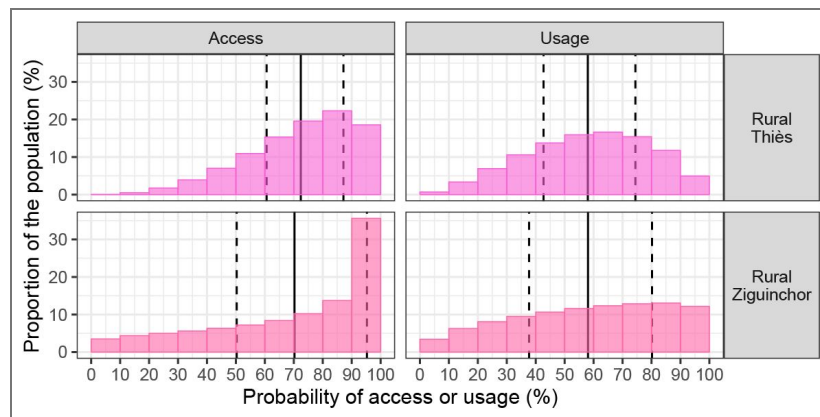 Access
Usage
Proportion of the population (%)
30
20
10
0
Rural
Thiès
30
20
10
0
Rural
Ziguinchor
0 10 20 30 40 50 60 70 80 90 100
0 10 20 30 40 50 60 70 80 90 100
Probability of access or usage (%)